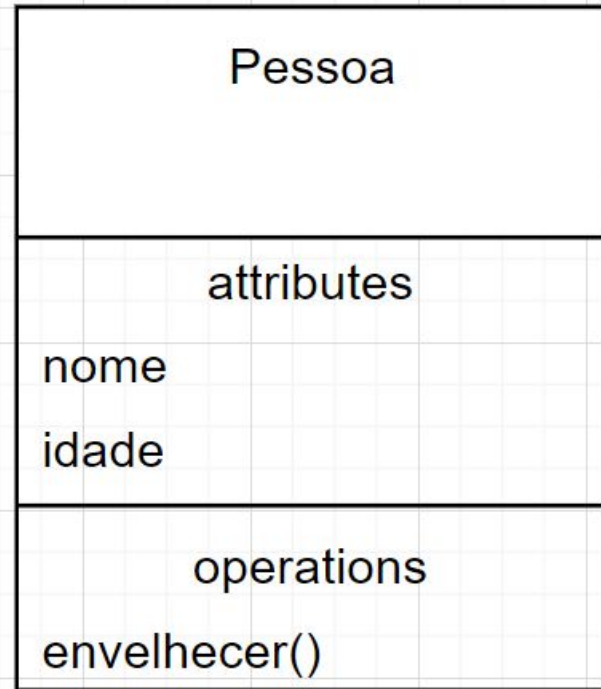 Pessoa
attributes
nome
idade
operations
envelhecer()